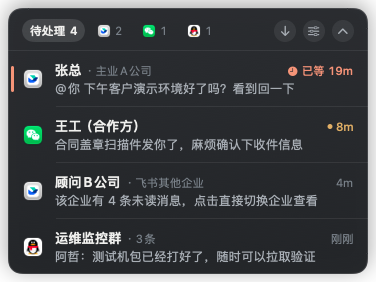 待处理 4 2 1 1
张总 · 主业A公司 已等 19m
@你 下午客户演示环境好了吗？看到回一下
王工（合作方） 8m
合同盖章扫描件发你了，麻烦确认下收件信息
顾问B公司 · 飞书其他企业 4m
该企业有 4 条未读消息，点击直接切换企业查看
运维监控群 · 3条 刚刚
阿哲：测试机包已经打好了，随时可以拉取验证